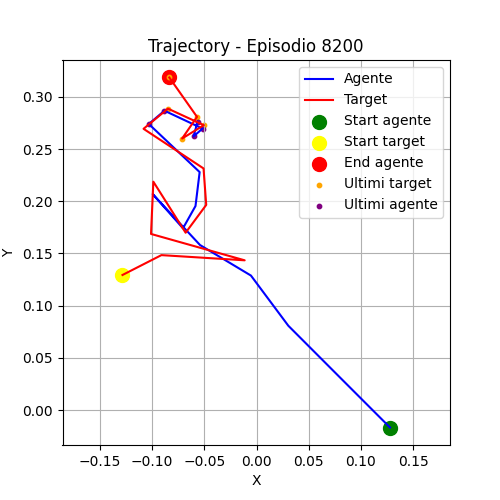 Trajectory - Episodio 8200
Agente
Target
Start agente
Start target
End agente
Ultimi target
Ultimi agente
Y
0.30
0.25
0.20
0.15
0.10
0.05
0.00
−0.15
−0.10
−0.05
0.00
0.05
0.10
0.15
X